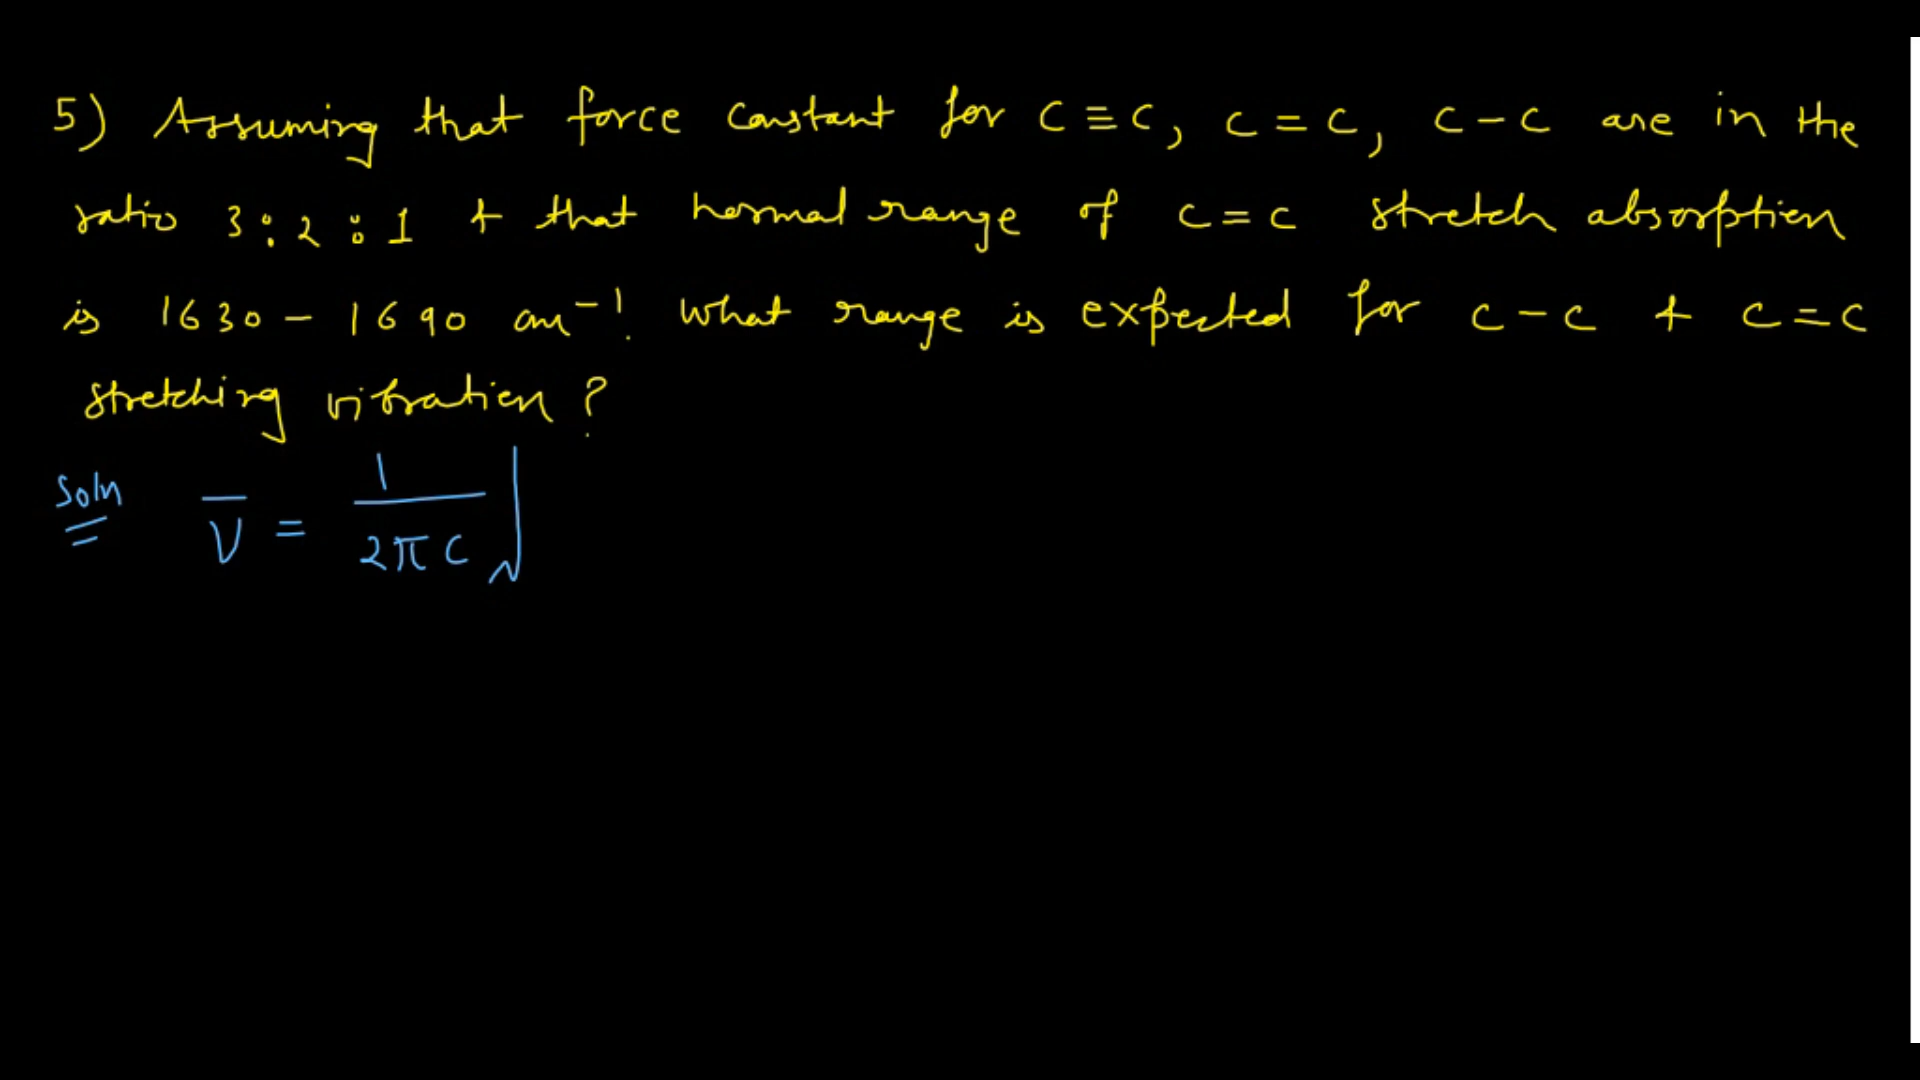 5) Assuming that force constant for C≡C, C=C, C-C are in the
ratio 3:2:1 & that normal range of C=C stretch absorption
is 1630-1690 cm⁻¹. What range is expected for C-C & C=C
stretching vibration?
Soln ν̅ = 1/2πc √